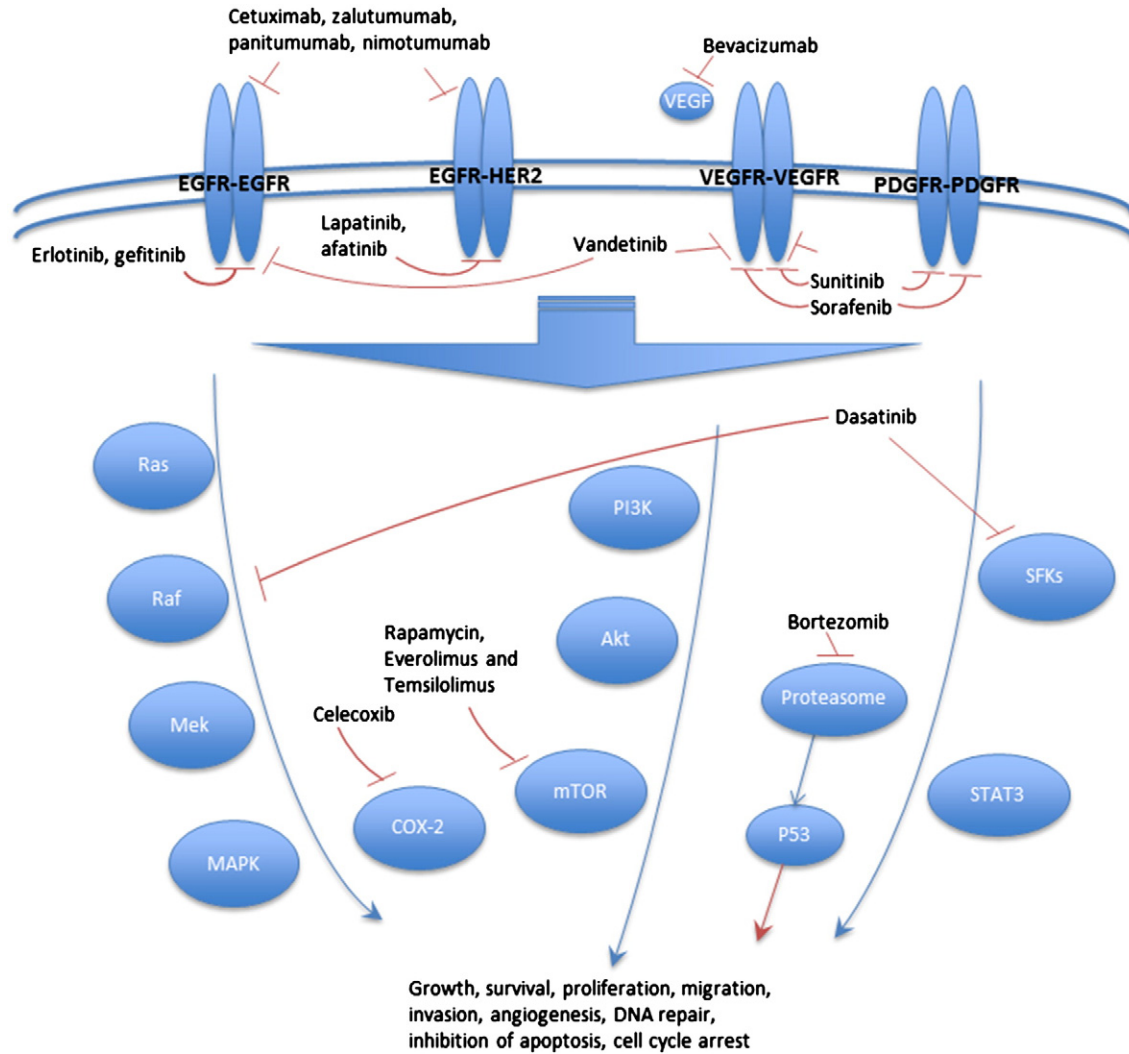 Cetuximab, zalutumumab,
panitumumab, nimotumumab
Bevacizumab
VEGF
EGFR-EGFR
EGFR-HER2
VEGFR-VEGFR
PDGFR-PDGFR
Erlotinib, gefitinib
Lapatinib,
afatinib
Vandetinib
Sunitinib
Sorafenib
Dasatinib
Ras
PI3K
SFKs
Raf
Akt
Bortezomib
Rapamycin,
Everolimus and
Temsilolimus
Proteasome
Mek
Celecoxib
mTOR
STAT3
COX-2
P53
MAPK
Growth, survival, proliferation, migration,
invasion, angiogenesis, DNA repair,
inhibition of apoptosis, cell cycle arrest